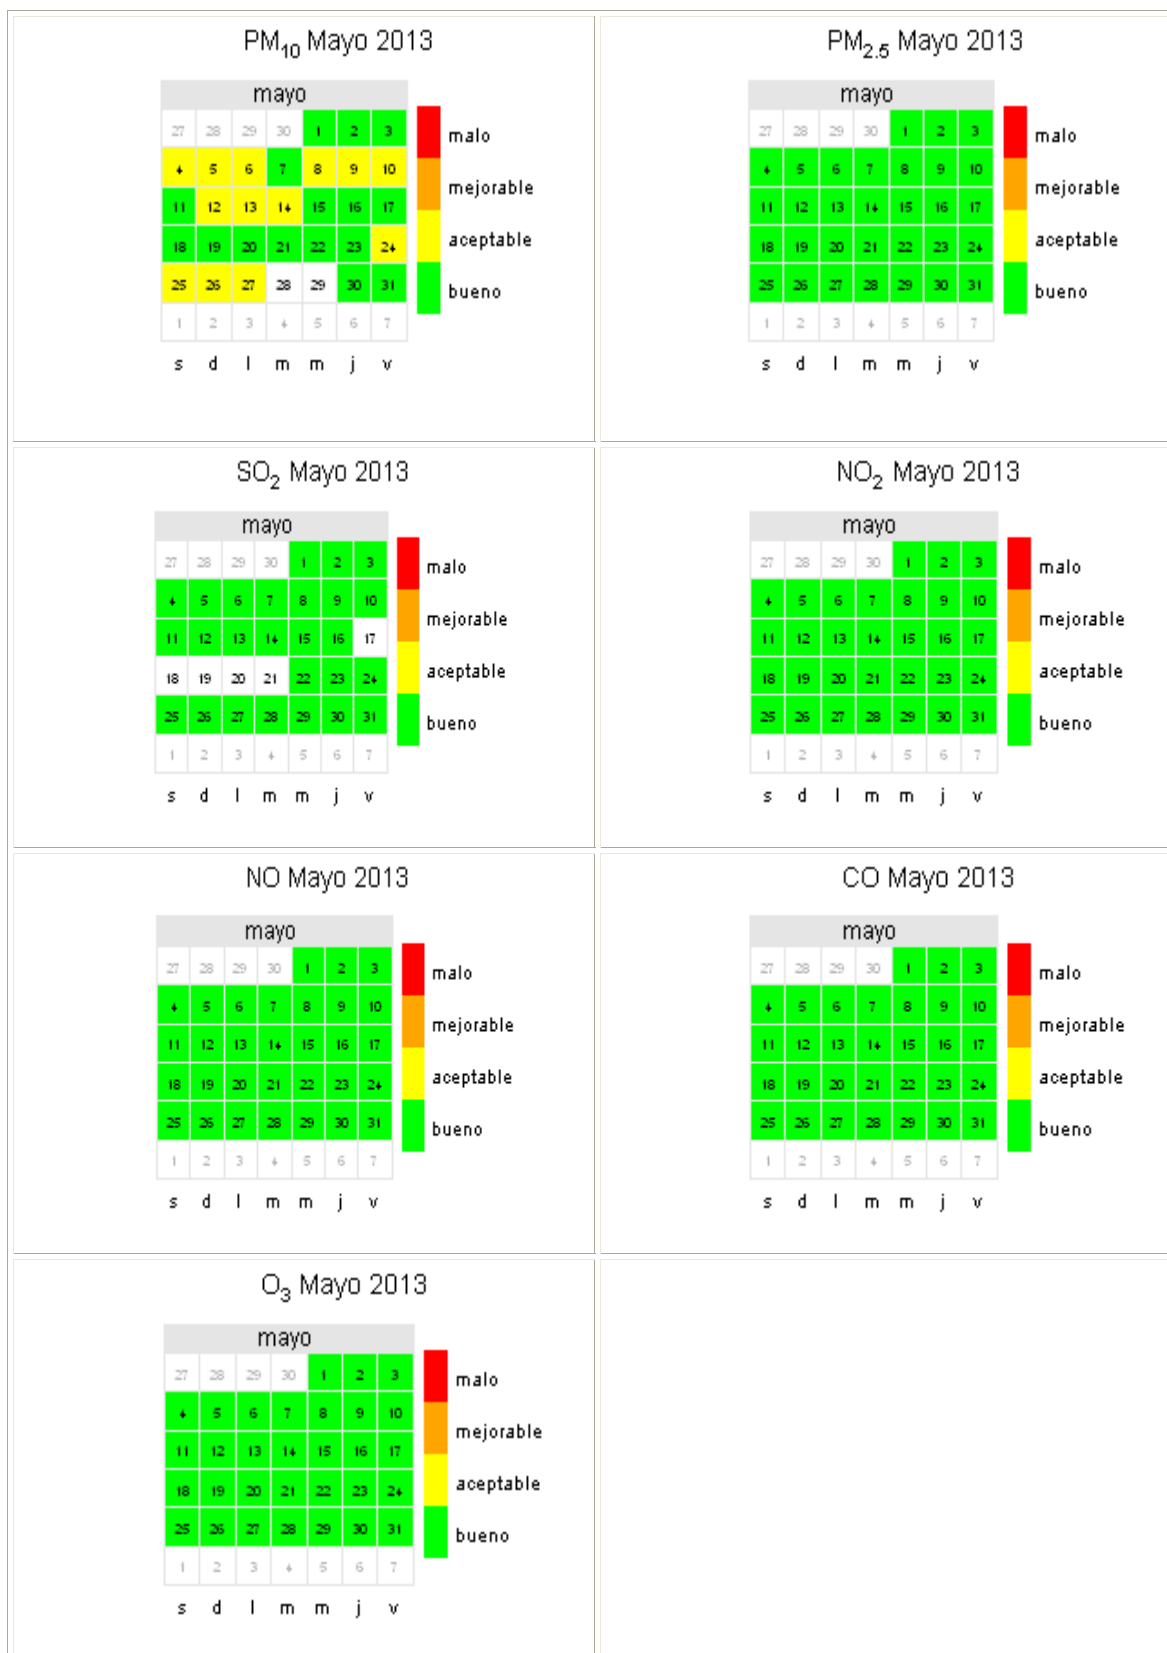 PM10 Mayo 2013
mayo
27 28 29 30 1 2 3
4 5 6 7 8 9 10
11 12 13 14 15 16 17
18 19 20 21 22 23 24
25 26 27 28 29 30 31
1 2 3 4 5 6 7
s d l m m j v
malo
mejorable
aceptable
bueno
PM2.5 Mayo 2013
mayo
27 28 29 30 1 2 3
4 5 6 7 8 9 10
11 12 13 14 15 16 17
18 19 20 21 22 23 24
25 26 27 28 29 30 31
1 2 3 4 5 6 7
s d l m m j v
malo
mejorable
aceptable
bueno
SO2 Mayo 2013
mayo
27 28 29 30 1 2 3
4 5 6 7 8 9 10
11 12 13 14 15 16 17
18 19 20 21 22 23 24
25 26 27 28 29 30 31
1 2 3 4 5 6 7
s d l m m j v
malo
mejorable
aceptable
bueno
NO2 Mayo 2013
mayo
27 28 29 30 1 2 3
4 5 6 7 8 9 10
11 12 13 14 15 16 17
18 19 20 21 22 23 24
25 26 27 28 29 30 31
1 2 3 4 5 6 7
s d l m m j v
malo
mejorable
aceptable
bueno
NO Mayo 2013
mayo
27 28 29 30 1 2 3
4 5 6 7 8 9 10
11 12 13 14 15 16 17
18 19 20 21 22 23 24
25 26 27 28 29 30 31
1 2 3 4 5 6 7
s d l m m j v
malo
mejorable
aceptable
bueno
CO Mayo 2013
mayo
27 28 29 30 1 2 3
4 5 6 7 8 9 10
11 12 13 14 15 16 17
18 19 20 21 22 23 24
25 26 27 28 29 30 31
1 2 3 4 5 6 7
s d l m m j v
malo
mejorable
aceptable
bueno
O3 Mayo 2013
mayo
27 28 29 30 1 2 3
4 5 6 7 8 9 10
11 12 13 14 15 16 17
18 19 20 21 22 23 24
25 26 27 28 29 30 31
1 2 3 4 5 6 7
s d l m m j v
malo
mejorable
aceptable
bueno